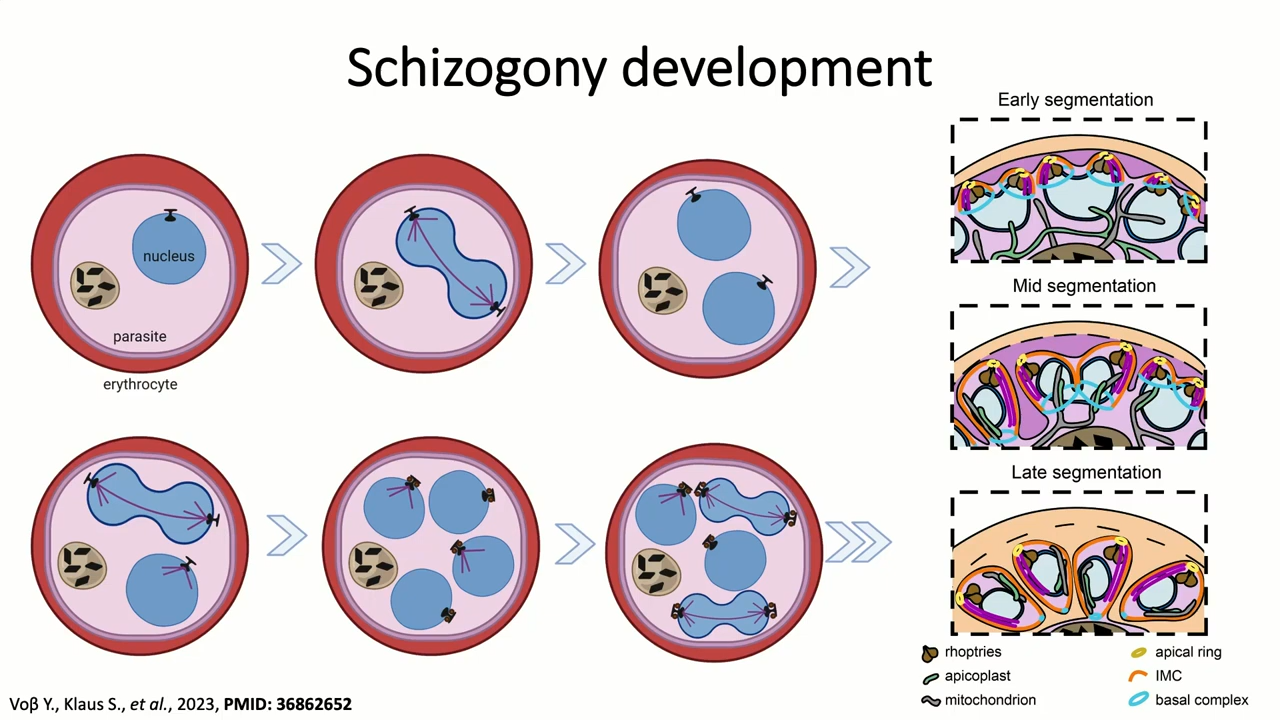 Schizogony development
nucleus
parasite
erythrocyte
Early segmentation
Mid segmentation
Late segmentation
rhoptries
apical ring
apicoplast
IMC
mitochondrion
basal complex
Voβ Y., Klaus S., et al., 2023, PMID: 36862652